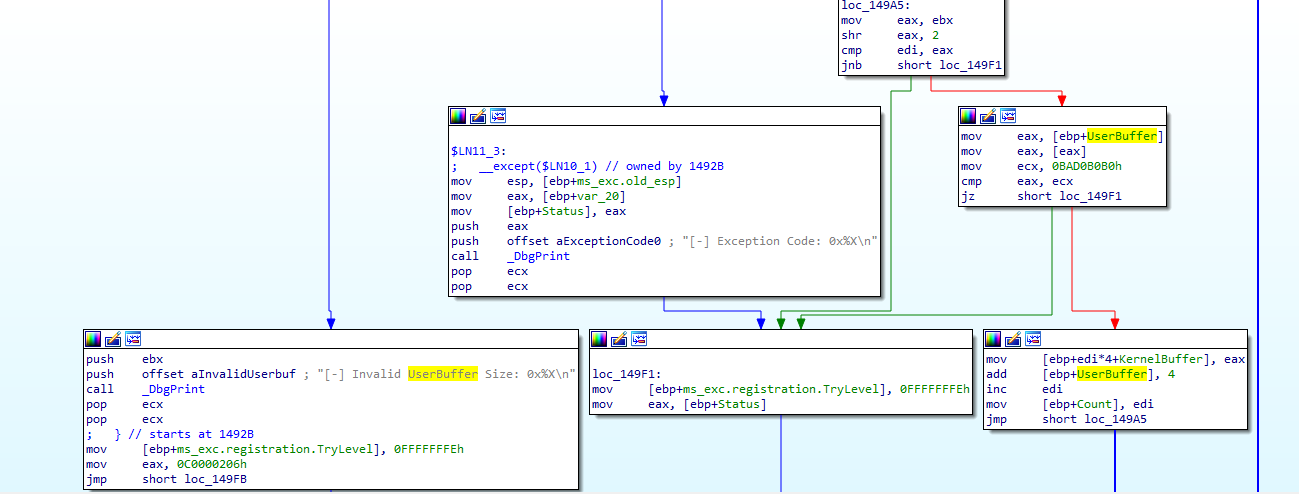 loc_149A5:
mov eax, ebx
shr eax, 2
cmp edi, eax
jnb short loc_149F1
$LN11_3:
; __except($LN10_1) // owned by 1492B
mov esp, [ebp+ms_exc.old_esp]
mov eax, [ebp+var_20]
mov [ebp+Status], eax
push eax
push offset aExceptionCode0 ; "[-] Exception Code: 0x%X\n"
call _DbgPrint
pop ecx
pop ecx
mov eax, [ebp+UserBuffer]
mov eax, [eax]
mov ecx, 0BAD0B0B0h
cmp eax, ecx
jz short loc_149F1
push ebx
push offset aInvalidUserbuf ; "[-] Invalid UserBuffer Size: 0x%X\n"
call _DbgPrint
pop ecx
pop ecx
; } // starts at 1492B
mov [ebp+ms_exc.registration.TryLevel], 0FFFFFFFEh
mov eax, 0C0000206h
jmp short loc_149FB
loc_149F1:
mov [ebp+ms_exc.registration.TryLevel], 0FFFFFFFEh
mov eax, [ebp+Status]
mov [ebp+edi*4+KernelBuffer], eax
add [ebp+UserBuffer], 4
inc edi
mov [ebp+Count], edi
jmp short loc_149A5